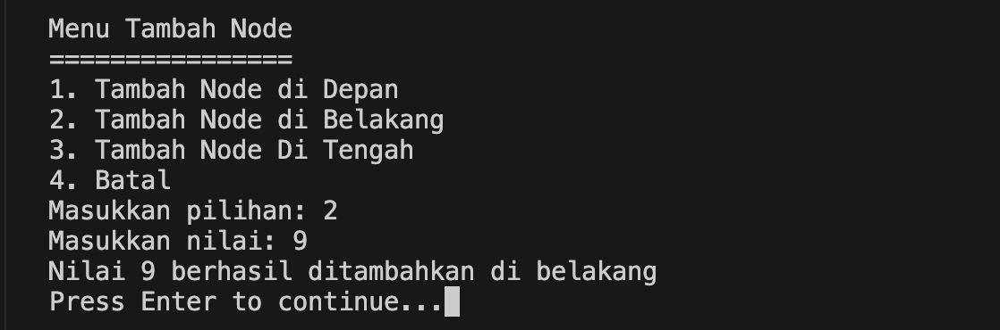 Menu Tambah Node
================
1. Tambah Node di Depan
2. Tambah Node di Belakang
3. Tambah Node Di Tengah
4. Batal
Masukkan pilihan: 2
Masukkan nilai: 9
Nilai 9 berhasil ditambahkan di belakang
Press Enter to continue...